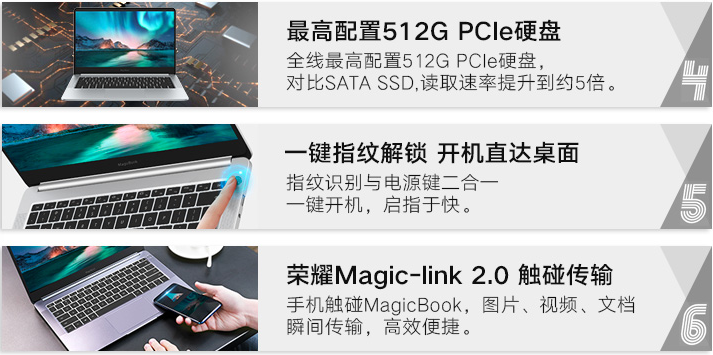 最高配置512G PCIe硬盘
全线最高配置512G PCIe硬盘，
对比SATA SSD,读取速率提升到约5倍。
4
一键指纹解锁 开机直达桌面
指纹识别与电源键二合一
一键开机，启指于快。
5
荣耀Magic-link 2.0 触碰传输
手机触碰MagicBook，图片、视频、文档
瞬间传输，高效便捷。
6